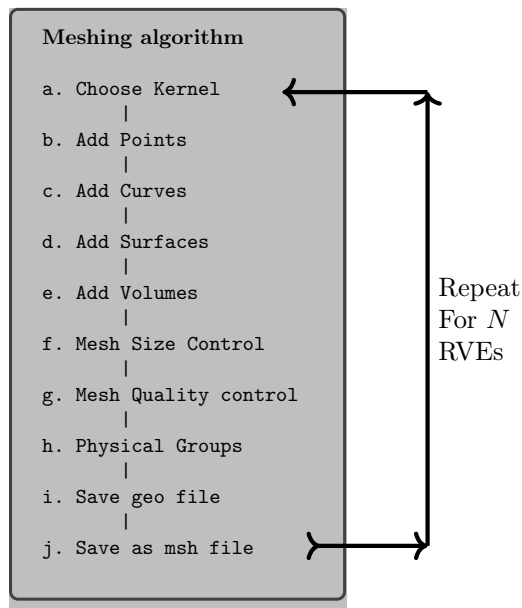 Meshing algorithm
a. Choose Kernel
|
b. Add Points
|
c. Add Curves
|
d. Add Surfaces
|
e. Add Volumes
|
f. Mesh Size Control
|
g. Mesh Quality control
|
h. Physical Groups
|
i. Save geo file
|
j. Save as msh file
Repeat
For N
RVEs